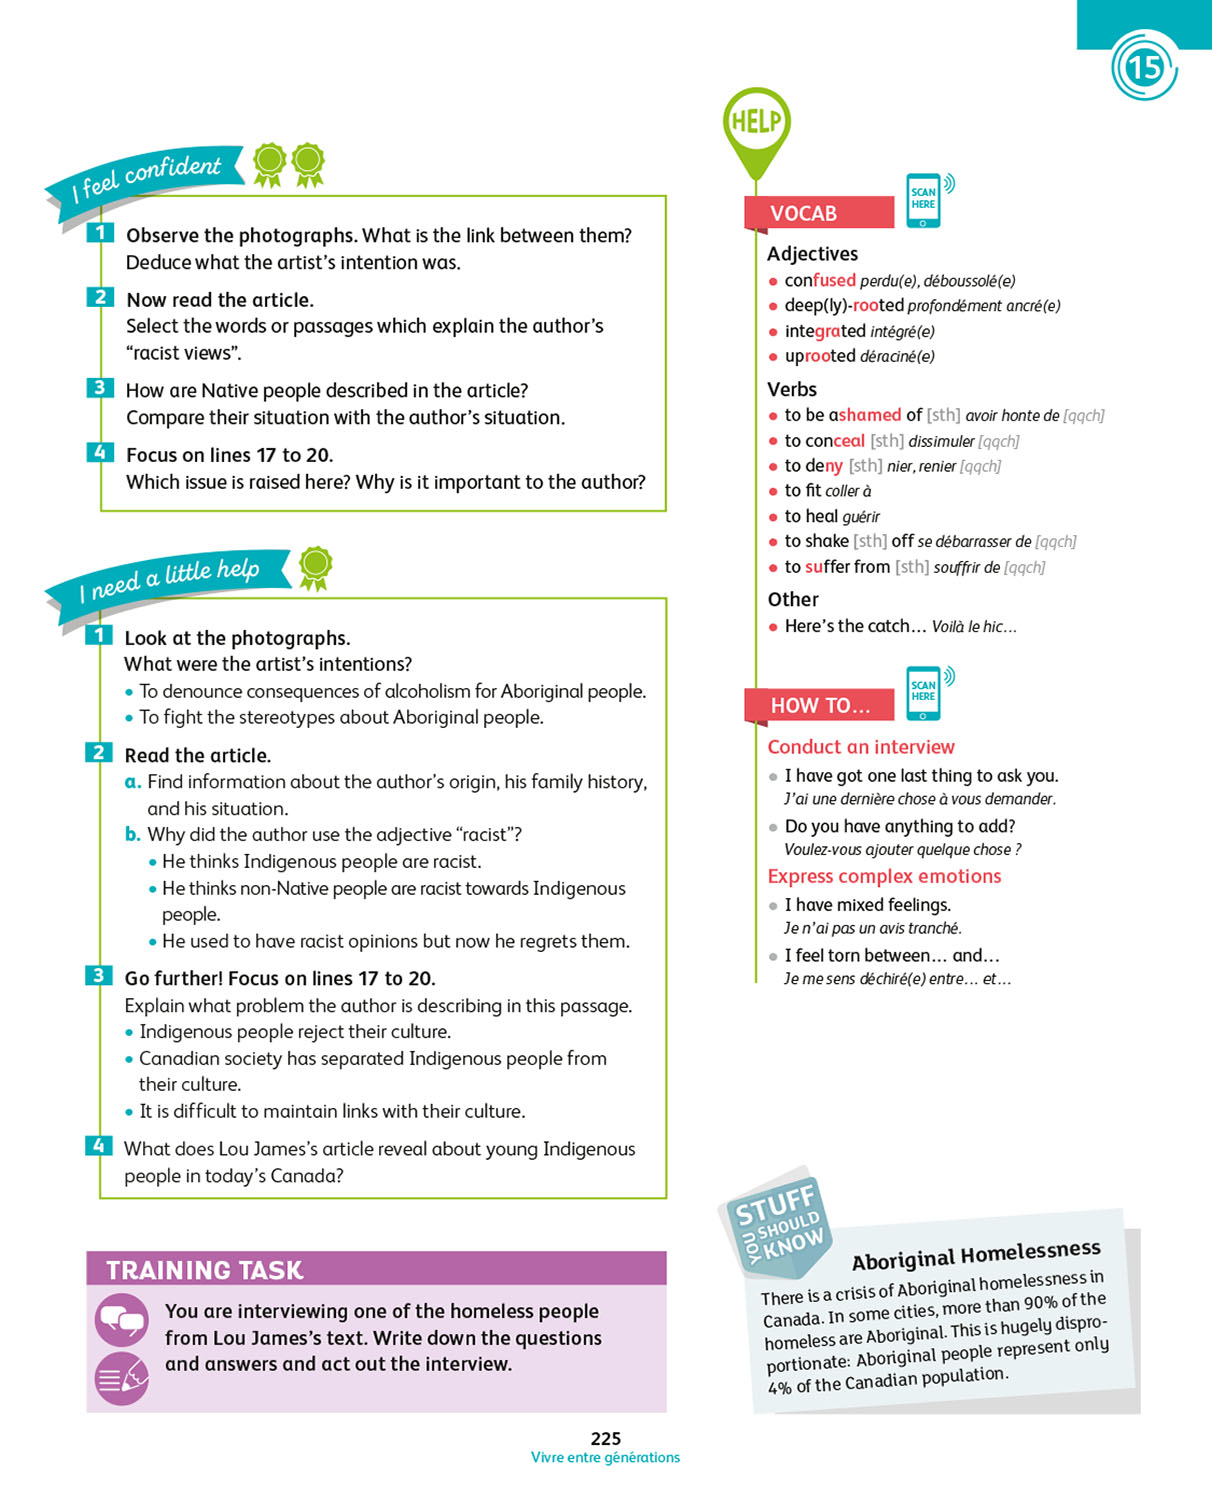 15
I feel confident
1 Observe the photographs. What is the link between them?
Deduce what the artist's intention was.
2 Now read the article.
Select the words or passages which explain the author's
“racist views”.
3 How are Native people described in the article?
Compare their situation with the author's situation.
4 Focus on lines 17 to 20.
Which issue is raised here? Why is it important to the author?
I need a little help
1 Look at the photographs.
What were the artist's intentions?
• To denounce consequences of alcoholism for Aboriginal people.
• To fight the stereotypes about Aboriginal people.
2 Read the article.
a. Find information about the author's origin, his family history,
and his situation.
b. Why did the author use the adjective “racist”?
• He thinks Indigenous people are racist.
• He thinks non-Native people are racist towards Indigenous
people.
• He used to have racist opinions but now he regrets them.
3 Go further! Focus on lines 17 to 20.
Explain what problem the author is describing in this passage.
• Indigenous people reject their culture.
• Canadian society has separated Indigenous people from
their culture.
• It is difficult to maintain links with their culture.
4 What does Lou James's article reveal about young Indigenous
people in today's Canada?
TRAINING TASK
You are interviewing one of the homeless people
from Lou James's text. Write down the questions
and answers and act out the interview.
HELP
VOCAB
SCAN
HERE
Adjectives
• confused perdu(e), déboussolé(e)
• deep(ly)-rooted profondément ancré(e)
• integrated intégré(e)
• uprooted déraciné(e)
Verbs
• to be ashamed of [sth] avoir honte de [qqch]
• to conceal [sth] dissimuler [qqch]
• to deny [sth] nier, renier [qqch]
• to fit coller à
• to heal guérir
• to shake [sth] off se débarrasser de [qqch]
• to suffer from [sth] souffrir de [qqch]
Other
• Here's the catch… Voilà le hic…
HOW TO…
SCAN
HERE
Conduct an interview
• I have got one last thing to ask you.
J'ai une dernière chose à vous demander.
• Do you have anything to add?
Voulez-vous ajouter quelque chose ?
Express complex emotions
• I have mixed feelings.
Je n'ai pas un avis tranché.
• I feel torn between… and…
Je me sens déchiré(e) entre… et…
STUFF
YOU SHOULD
KNOW
Aboriginal Homelessness
There is a crisis of Aboriginal homelessness in
Canada. In some cities, more than 90% of the
homeless are Aboriginal. This is hugely dispro-
portionate: Aboriginal people represent only
4% of the Canadian population.
225
Vivre entre générations